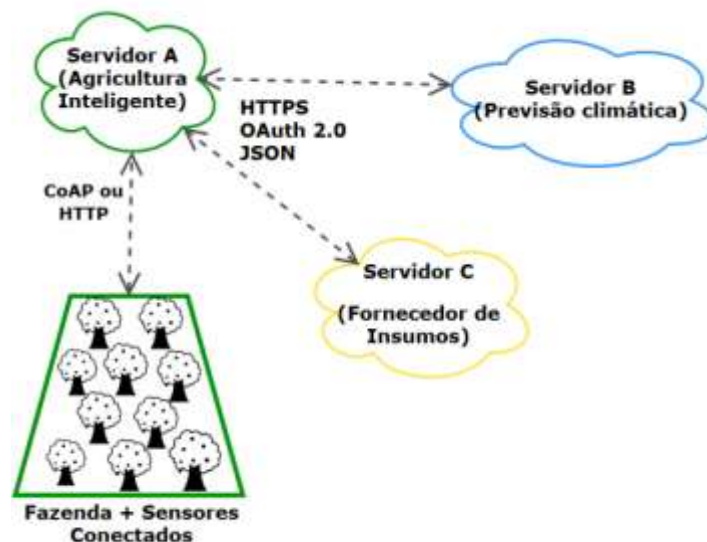 Servidor A
(Agricultura
Inteligente)
Servidor B
(Previsão climática)
HTTPS
OAuth 2.0
JSON
CoAP ou
HTTP
Servidor C
(Fornecedor de
Insumos)
Fazenda + Sensores
Conectados